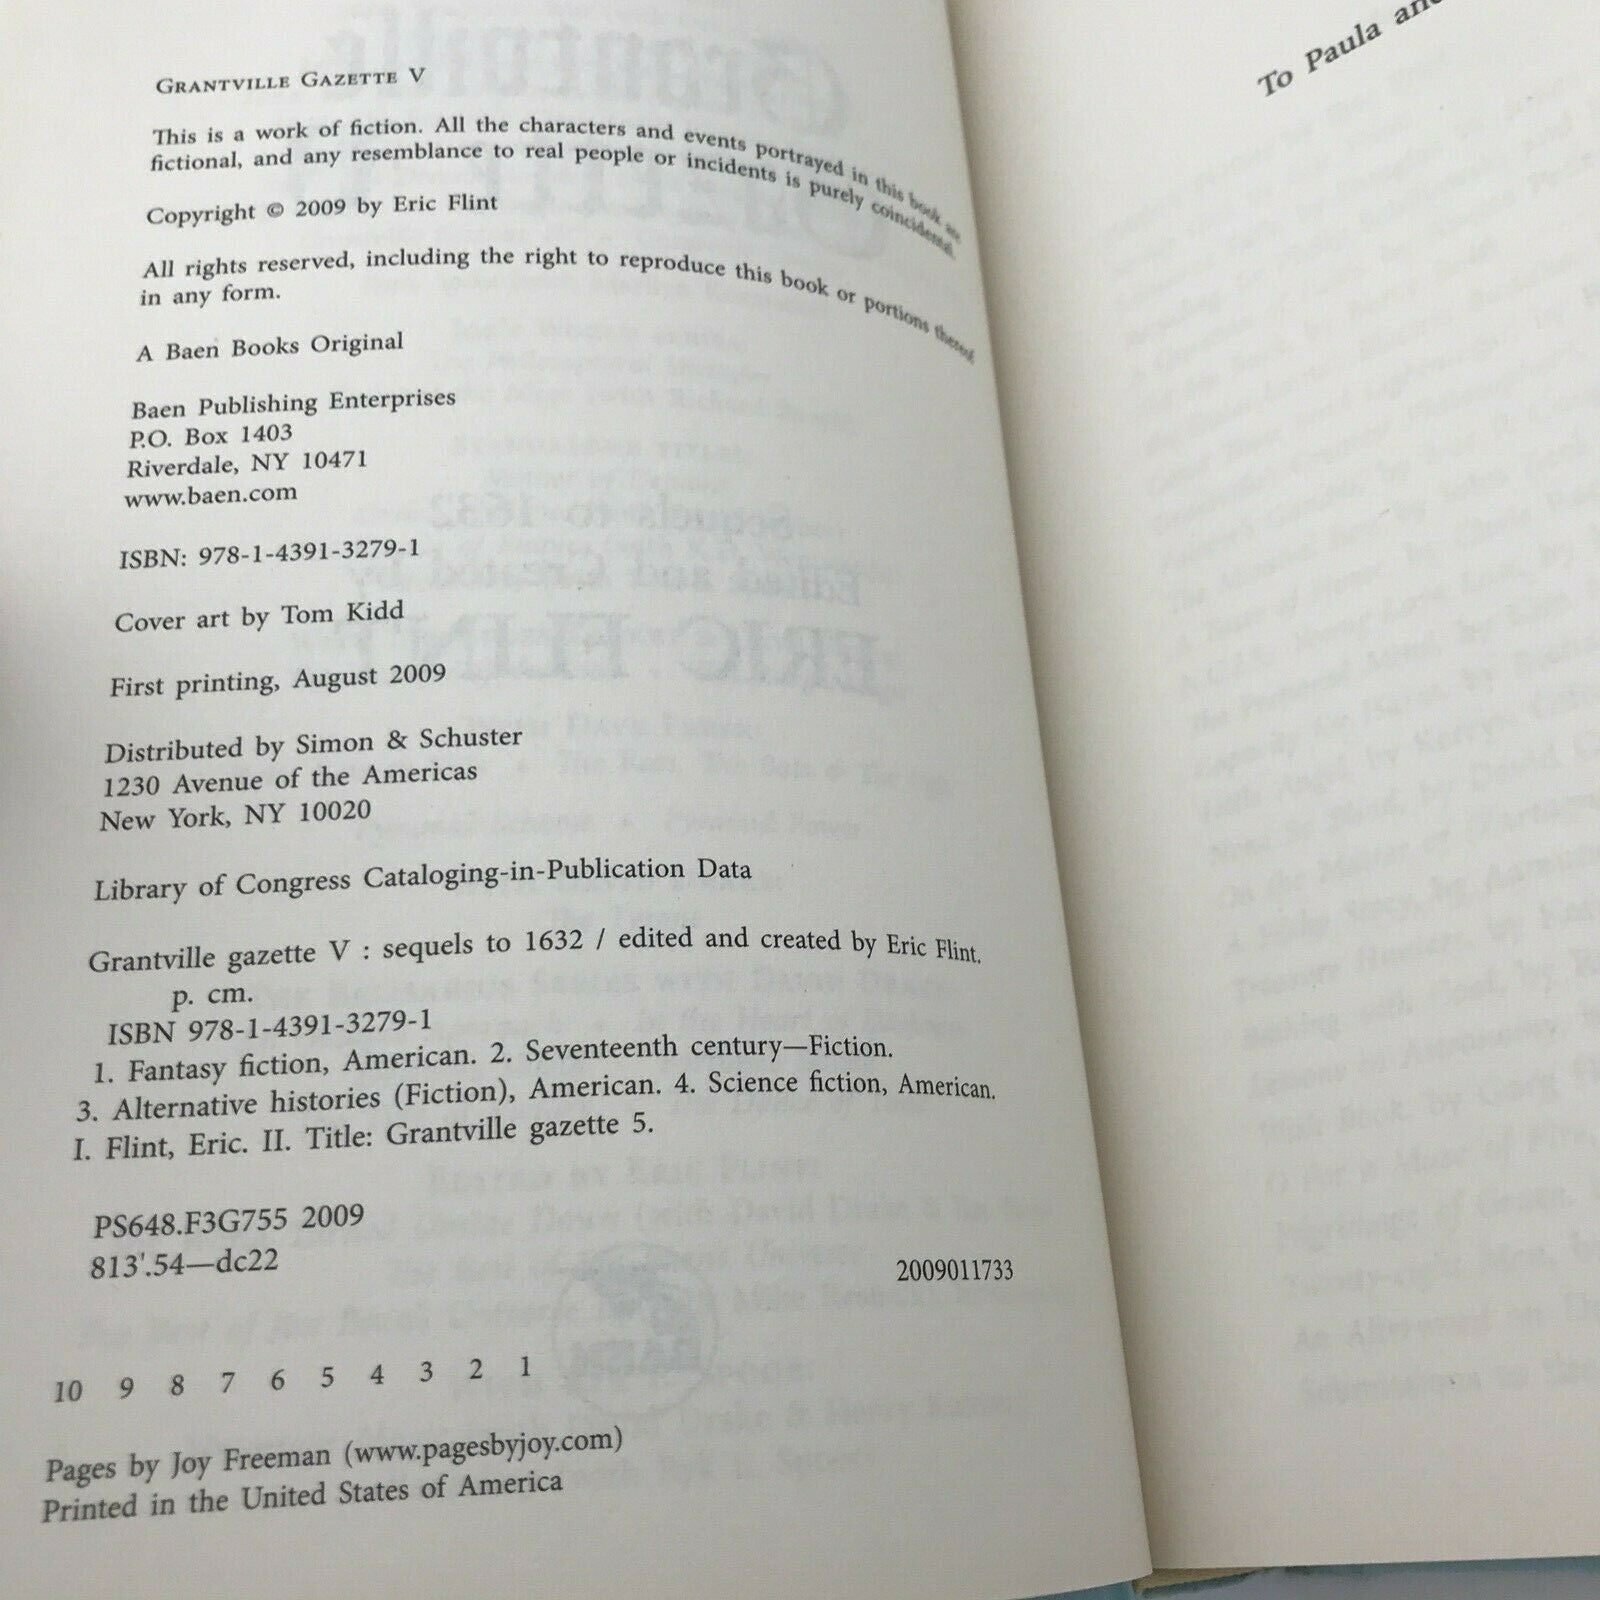 GRANTVILLE GAZETTE V
This is a work of fiction. All the characters and events portrayed in this book are
fictional, and any resemblance to real people or incidents is purely coincidental.
Copyright © 2009 by Eric Flint
All rights reserved, including the right to reproduce this book or portions thereof
in any form.
A Baen Books Original
Baen Publishing Enterprises
P.O. Box 1403
Riverdale, NY 10471
www.baen.com
ISBN: 978-1-4391-3279-1
Cover art by Tom Kidd
First printing, August 2009
Distributed by Simon & Schuster
1230 Avenue of the Americas
New York, NY 10020
Library of Congress Cataloging-in-Publication Data
Grantville gazette V : sequels to 1632 / edited and created by Eric Flint.
p. cm.
ISBN 978-1-4391-3279-1
1. Fantasy fiction, American. 2. Seventeenth century—Fiction.
3. Alternative histories (Fiction), American. 4. Science fiction, American.
I. Flint, Eric. II. Title: Grantville gazette 5.
PS648.F3G755 2009
813'.54—dc22
2009011733
10 9 8 7 6 5 4 3 2 1
Pages by Joy Freeman (www.pagesbyjoy.com)
Printed in the United States of America
To Paula and